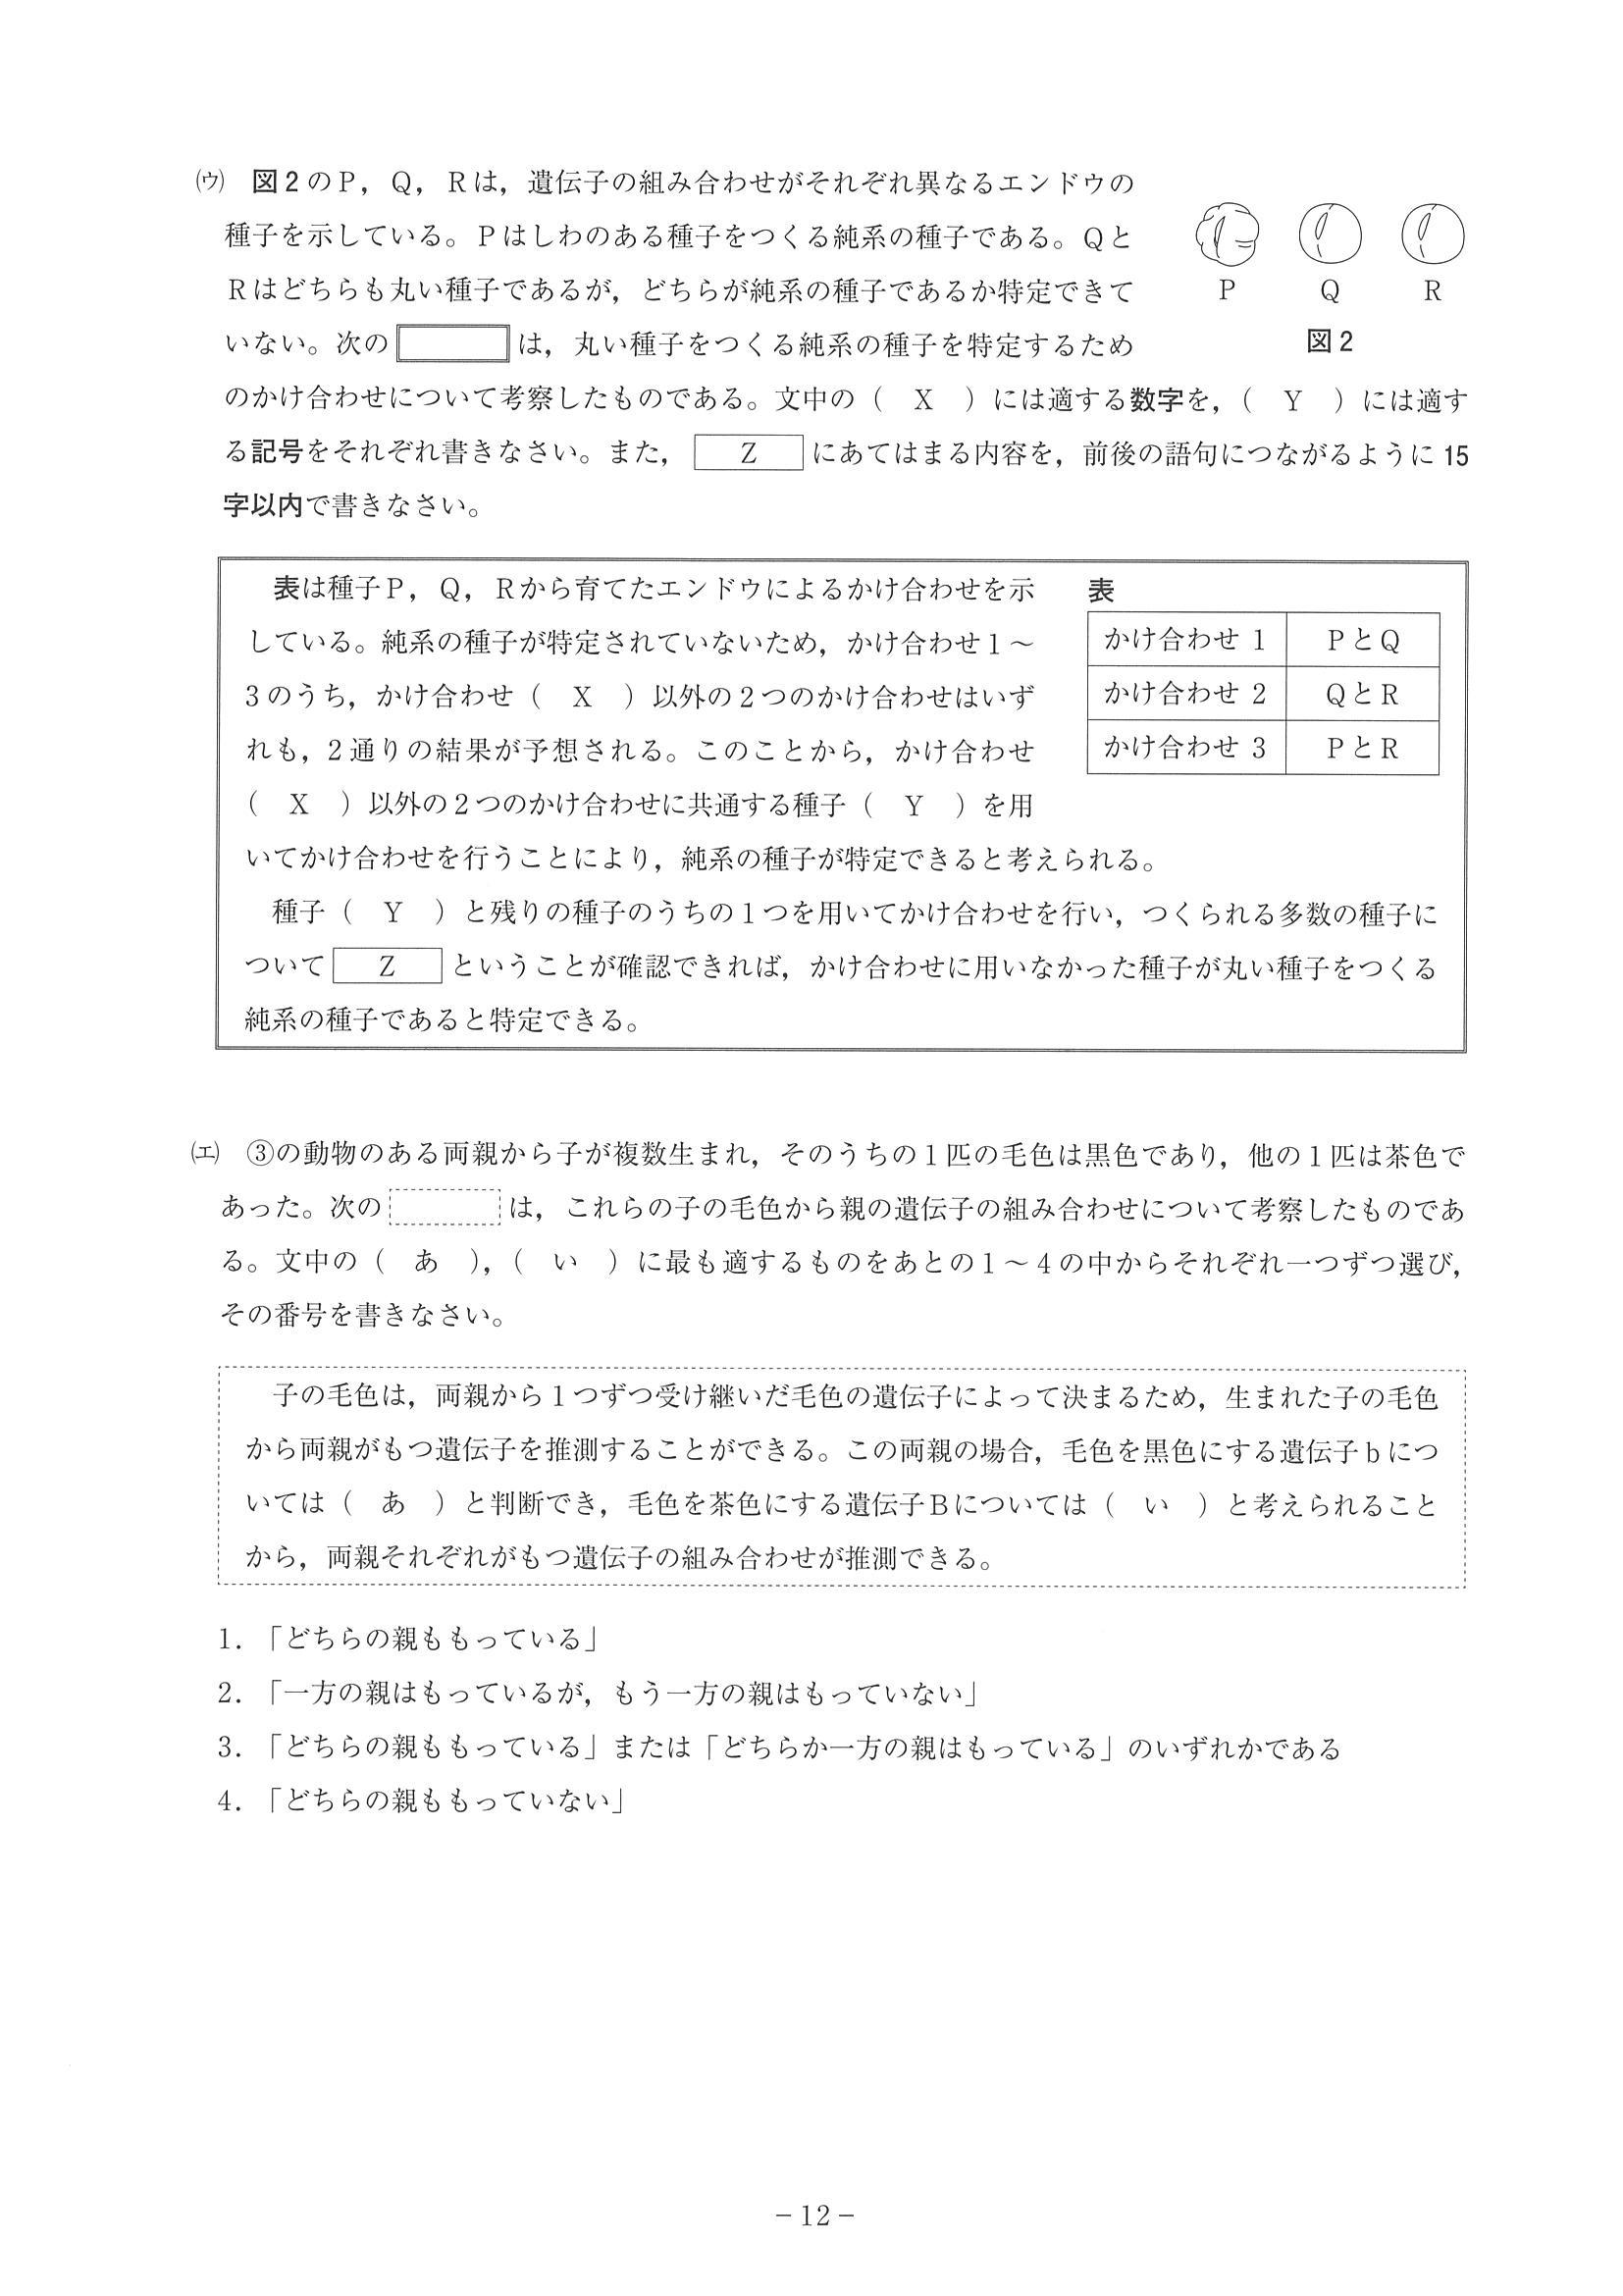 (ウ) 図2のP，Q，Rは，遺伝子の組み合わせがそれぞれ異なるエンドウの
種子を示している。Pはしわのある種子をつくる純系の種子である。Qと
Rはどちらも丸い種子であるが，どちらが純系の種子であるか特定できて
いない。次の は，丸い種子をつくる純系の種子を特定するため
P Q R
図2
のかけ合わせについて考察したものである。文中の（ X ）には適する数字を，（ Y ）には適す
る記号をそれぞれ書きなさい。また， Z にあてはまる内容を，前後の語句につながるように15
字以内で書きなさい。
表は種子P，Q，Rから育てたエンドウによるかけ合わせを示
している。純系の種子が特定されていないため，かけ合わせ1～
3のうち，かけ合わせ（ X ）以外の2つのかけ合わせはいず
れも，2通りの結果が予想される。このことから，かけ合わせ
（ X ）以外の2つのかけ合わせに共通する種子（ Y ）を用
いてかけ合わせを行うことにより，純系の種子が特定できると考えられる。
表
かけ合わせ 1 PとQ
かけ合わせ 2 QとR
かけ合わせ 3 PとR
種子（ Y ）と残りの種子のうちの1つを用いてかけ合わせを行い，つくられる多数の種子に
ついて Z ということが確認できれば，かけ合わせに用いなかった種子が丸い種子をつくる
純系の種子であると特定できる。
(エ) ③の動物のある両親から子が複数生まれ，そのうちの1匹の毛色は黒色であり，他の1匹は茶色で
あった。次の は，これらの子の毛色から親の遺伝子の組み合わせについて考察したものであ
る。文中の（ あ ），（ い ）に最も適するものをあとの1～4の中からそれぞれ一つずつ選び，
その番号を書きなさい。
子の毛色は，両親から1つずつ受け継いだ毛色の遺伝子によって決まるため，生まれた子の毛色
から両親がもつ遺伝子を推測することができる。この両親の場合，毛色を黒色にする遺伝子bにつ
いては（ あ ）と判断でき，毛色を茶色にする遺伝子Bについては（ い ）と考えられること
から，両親それぞれがもつ遺伝子の組み合わせが推測できる。
1．「どちらの親ももっている」
2．「一方の親はもっているが，もう一方の親はもっていない」
3．「どちらの親ももっている」または「どちらか一方の親はもっている」のいずれかである
4．「どちらの親ももっていない」
－12－